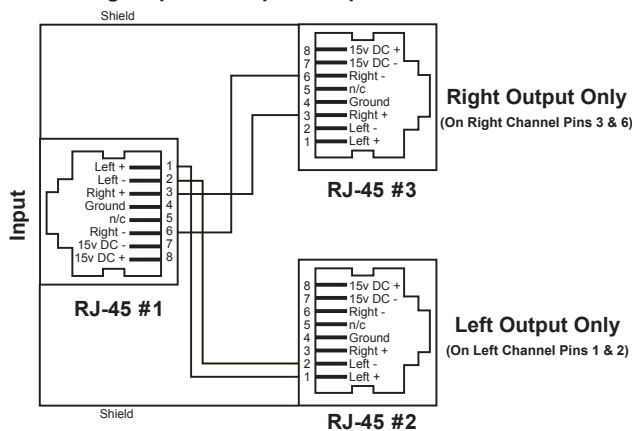 Shield
8 15v DC +
7 15v DC -
6 Right -
5 n/c
4 Ground
3 Right +
2 Left -
1 Left +
Right Output Only
(On Right Channel Pins 3 & 6)
RJ-45 #3
Input
Left + 1
Left - 2
Right + 3
Ground 4
n/c 5
Right - 6
15v DC - 7
15v DC + 8
RJ-45 #1
8 15v DC +
7 15v DC -
6 Right -
5 n/c
4 Ground
3 Right +
2 Left -
1 Left +
Left Output Only
(On Left Channel Pins 1 & 2)
Shield
RJ-45 #2